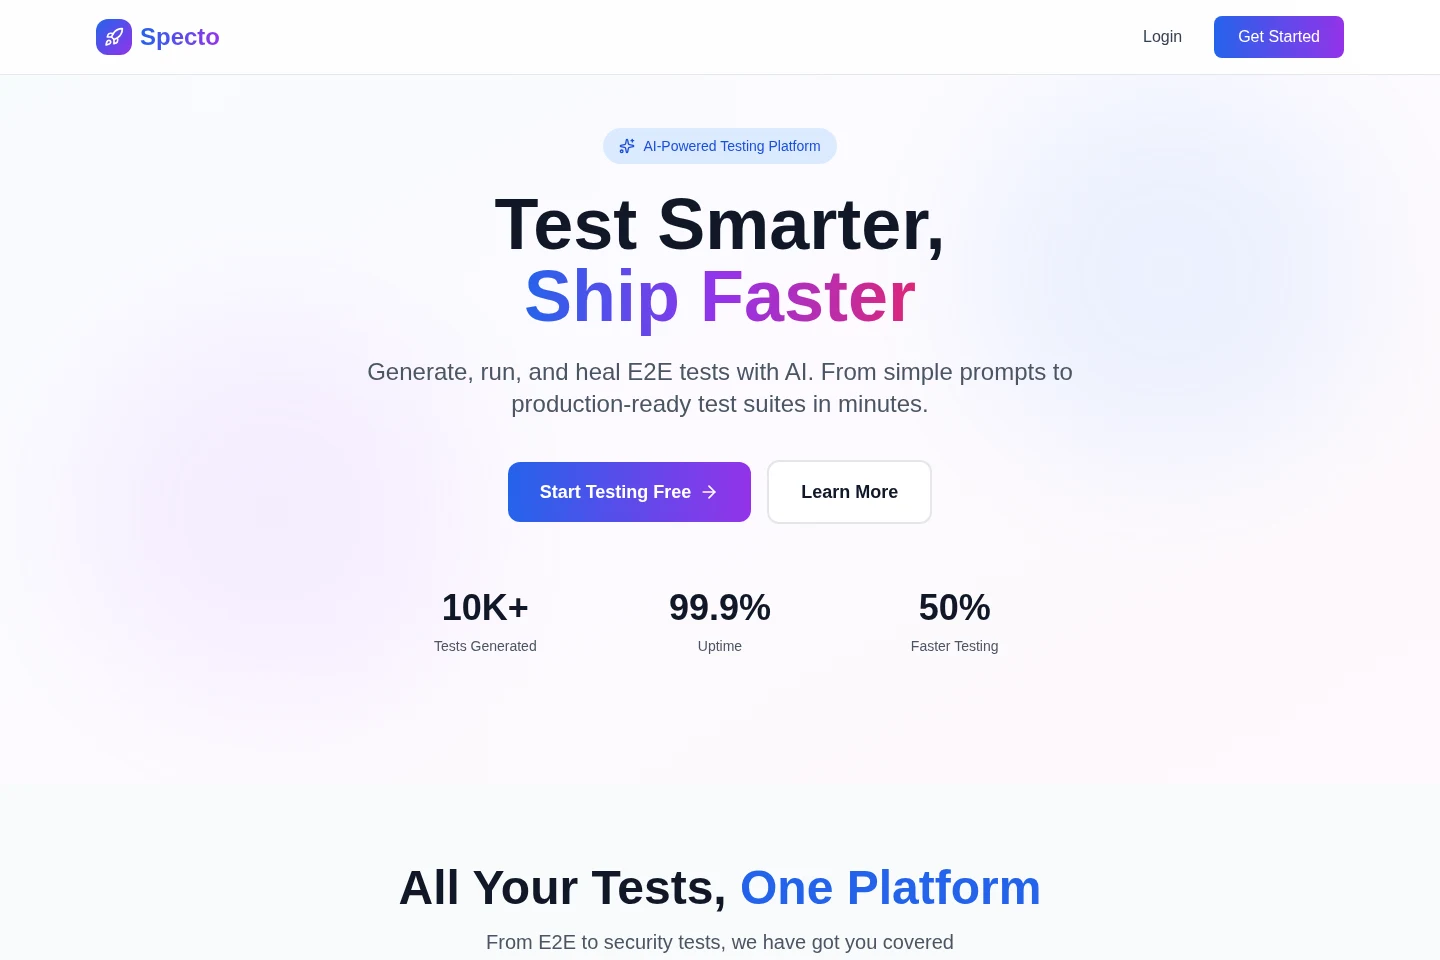 Specto
Login
Get Started
AI-Powered Testing Platform
Test Smarter,
Ship Faster
Generate, run, and heal E2E tests with AI. From simple prompts to
production-ready test suites in minutes.
Start Testing Free
Learn More
10K+
99.9%
50%
Tests Generated
Uptime
Faster Testing
All Your Tests, One Platform
From E2E to security tests, we have got you covered